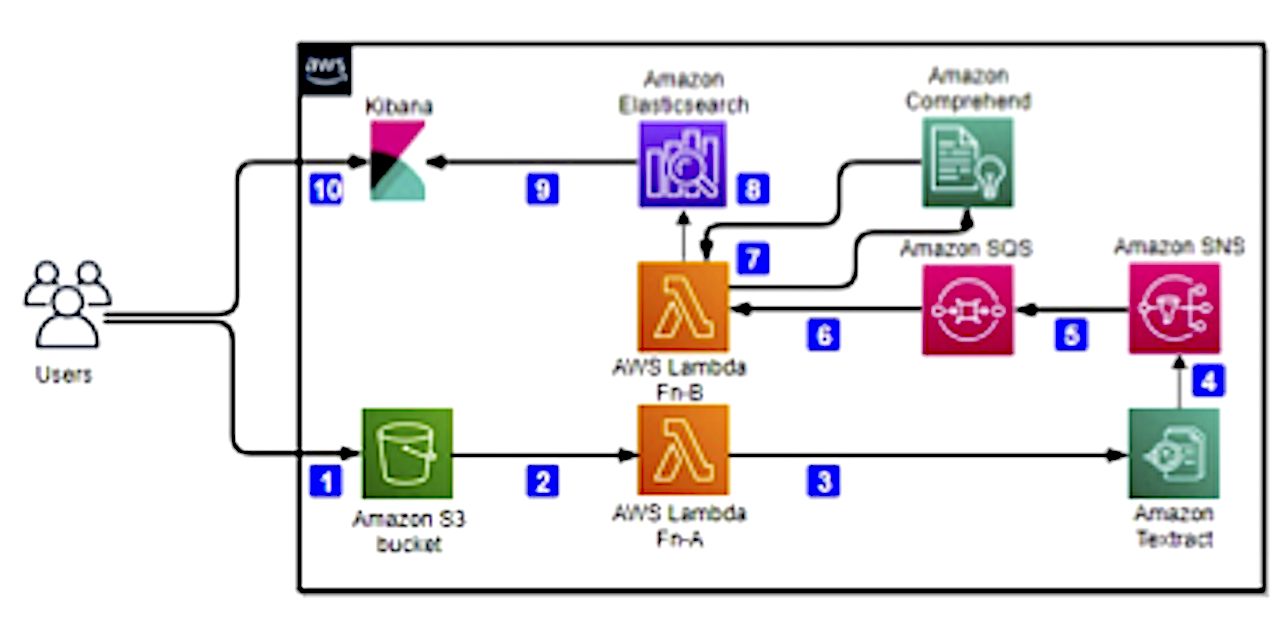 aws
Kibana
Amazon
Elasticsearch
Amazon
Comprehend
10
9
8
7
Amazon SQS
Amazon SNS
6
5
4
AWS Lambda
Fn-B
Users
1
2
3
Amazon S3
bucket
AWS Lambda
Fn-A
Amazon
Textract